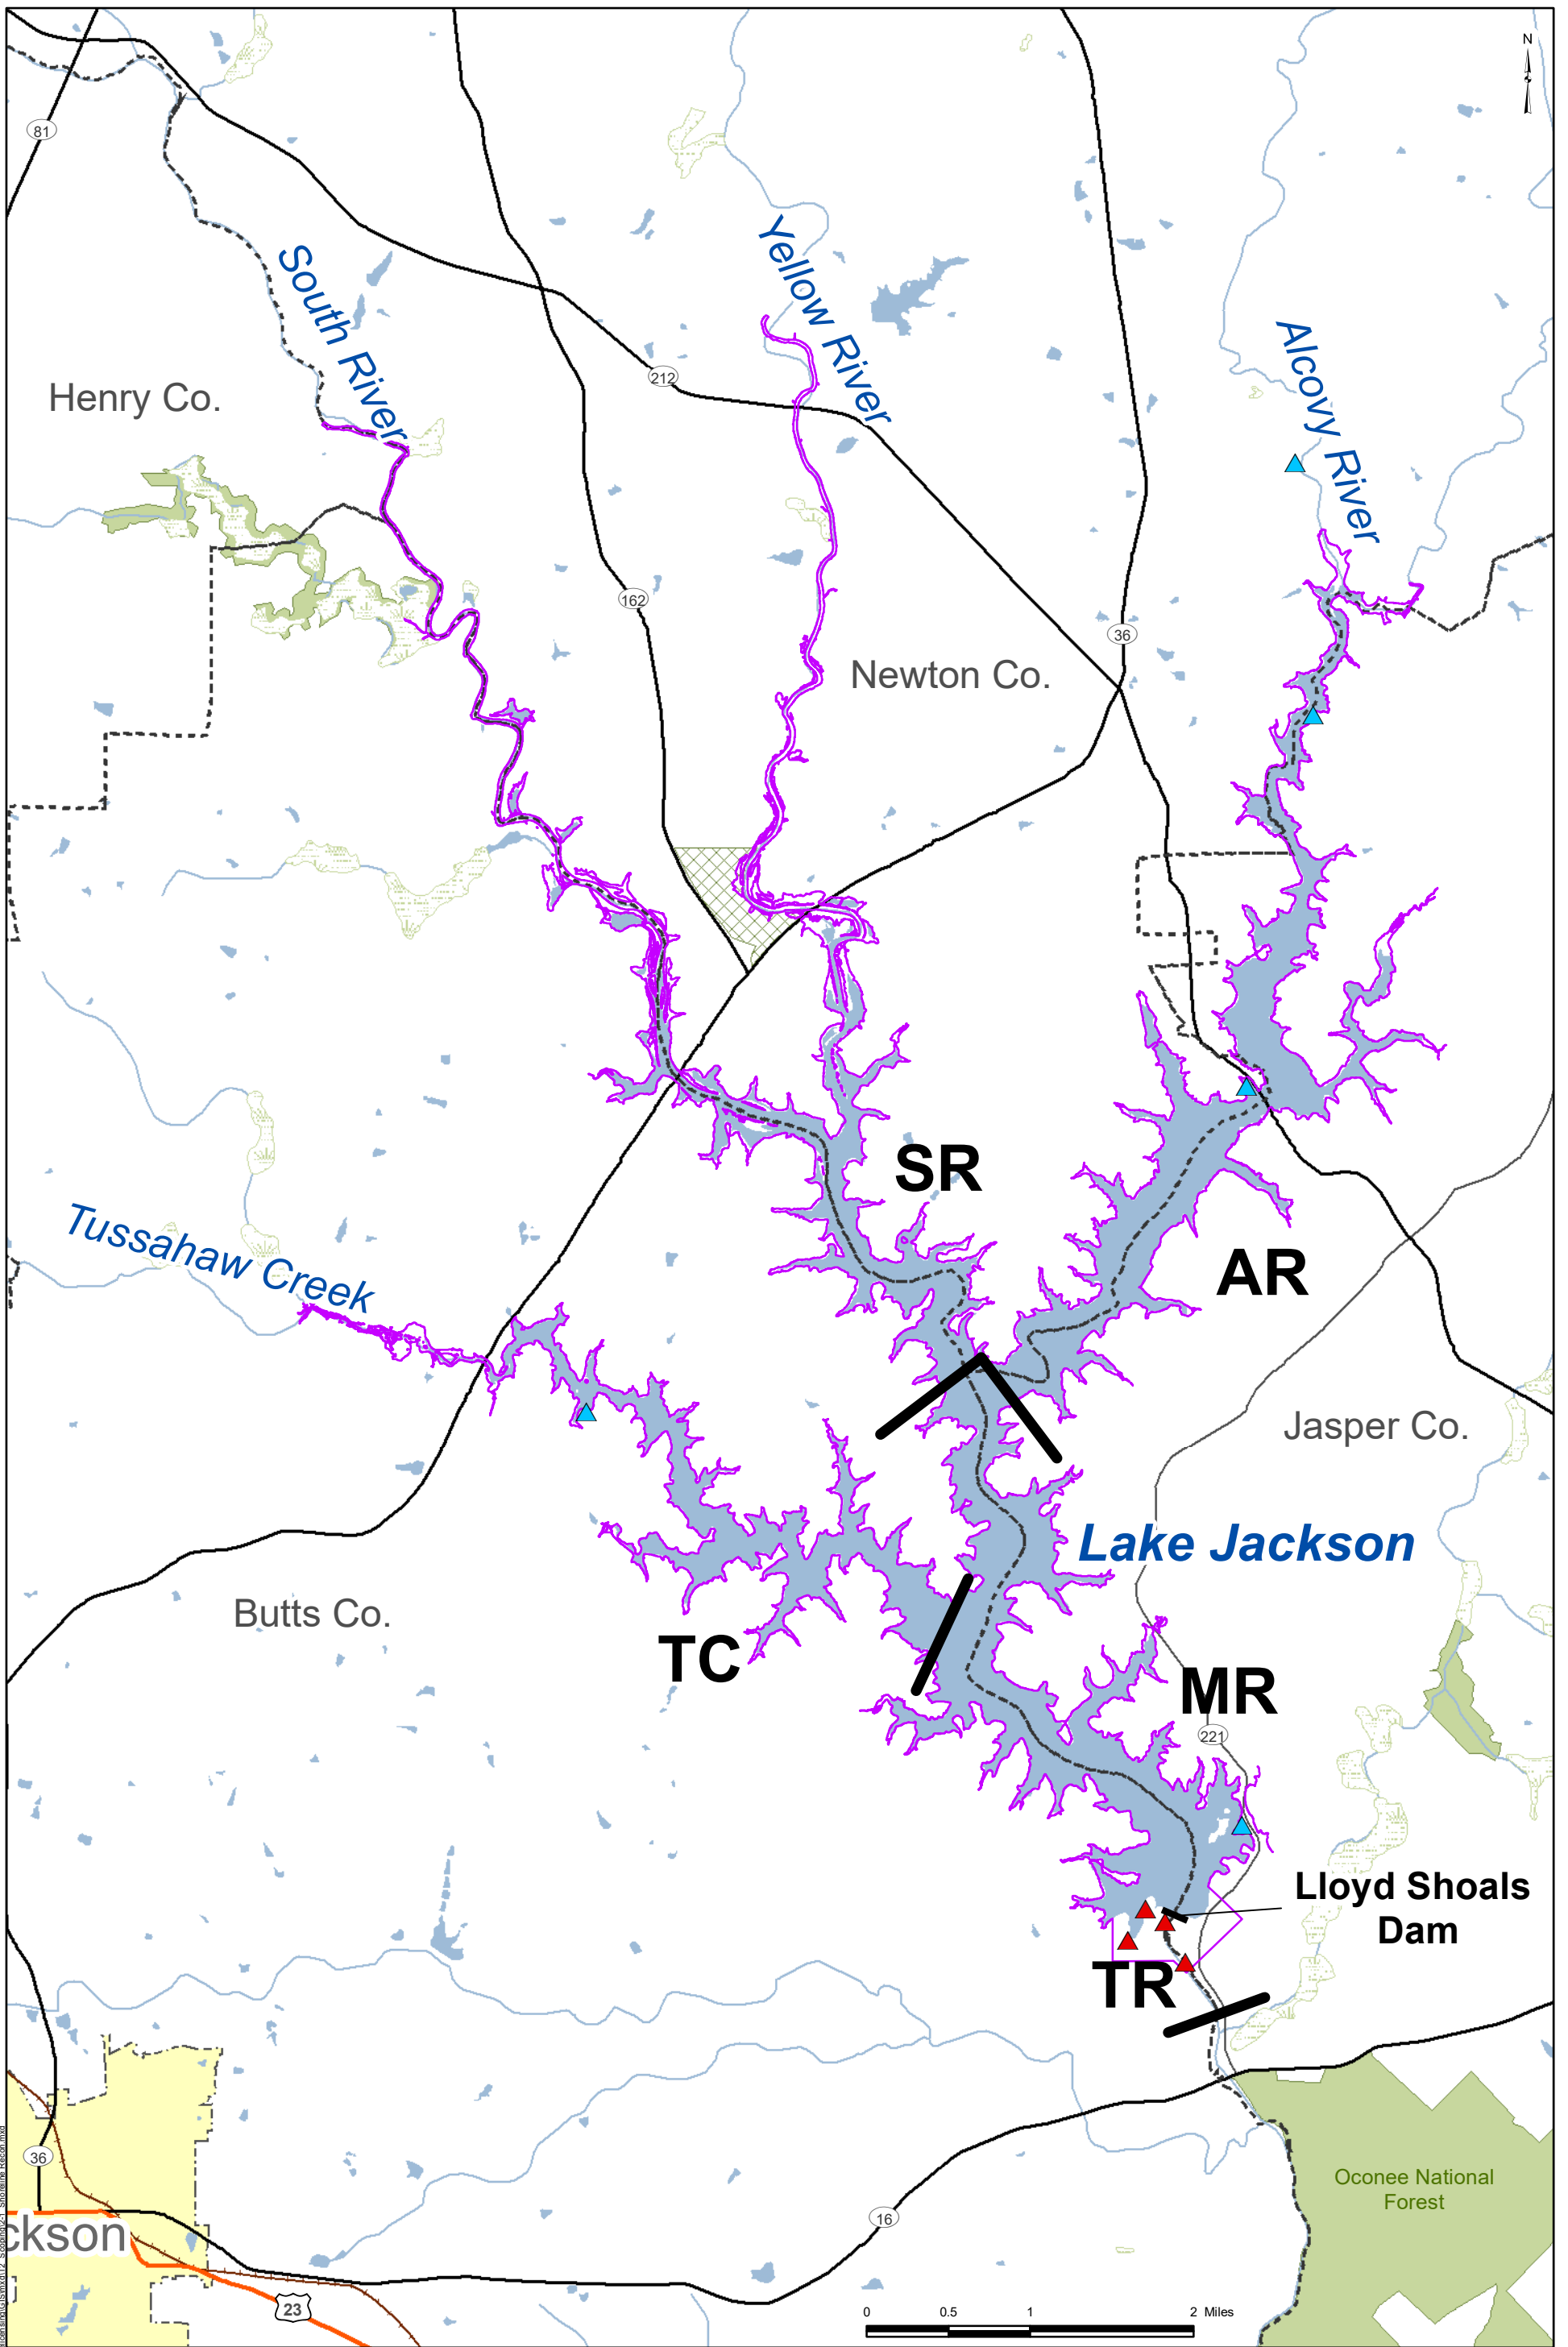 N
81
South River
Yellow River
Alcovy River
Henry Co.
212
162
36
Newton Co.
SR
Tussahaw Creek
AR
Jasper Co.
Lake Jackson
Butts Co.
TC
MR
221
Lloyd Shoals
Dam
TR
36
Oconee National
Forest
16
ckson
23
0 0.5 1 2 Miles